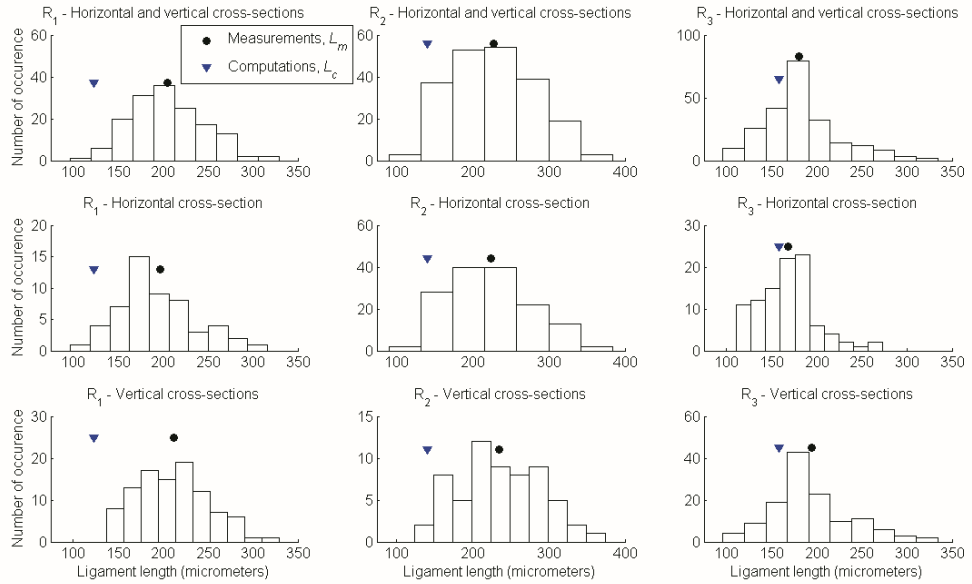 R1 - Horizontal and vertical cross-sections
R2 - Horizontal and vertical cross-sections
R3 - Horizontal and vertical cross-sections
Number of occurence
60
40
20
0
100 150 200 250 300 350
Measurements, Lm
Computations, Lc
60
40
20
0
100 200 300 400
100
50
0
100 150 200 250 300 350
R1 - Horizontal cross-section
R2 - Horizontal cross-section
R3 - Horizontal cross-section
Number of occurence
20
15
10
5
0
100 150 200 250 300 350
60
40
20
0
100 200 300 400
30
20
10
0
100 150 200 250 300 350
R1 - Vertical cross-sections
R2 - Vertical cross-sections
R3 - Vertical cross-sections
Number of occurence
30
20
10
0
100 150 200 250 300 350
Ligament length (micrometers)
15
10
5
0
100 200 300 400
Ligament length (micrometers)
60
40
20
0
100 150 200 250 300 350
Ligament length (micrometers)